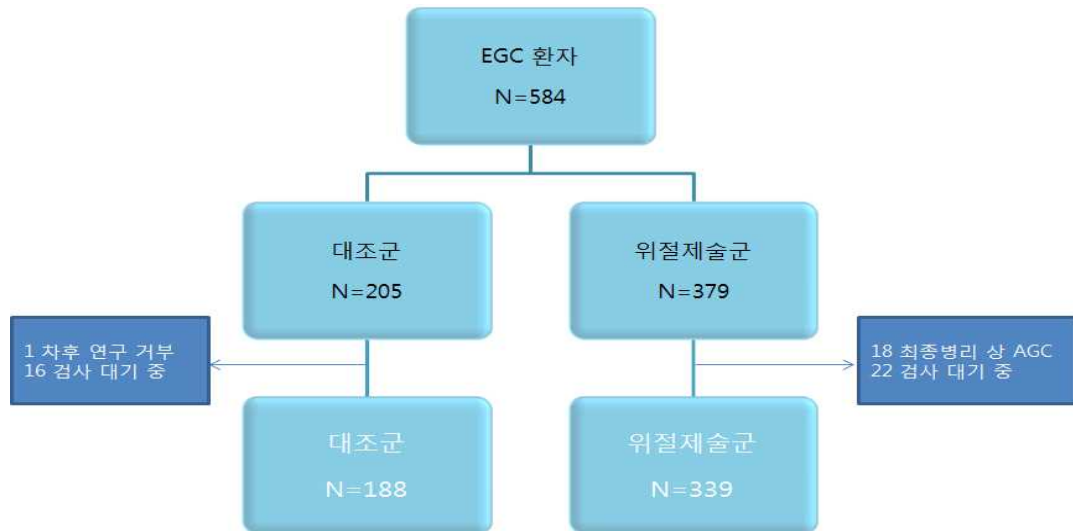 EGC 환자
N=584
대조군
N=205
위절제술군
N=379
1 차후 연구 거부
16 검사 대기 중
18 최종병리 상 AGC
22 검사 대기 중
대조군
N=188
위절제술군
N=339